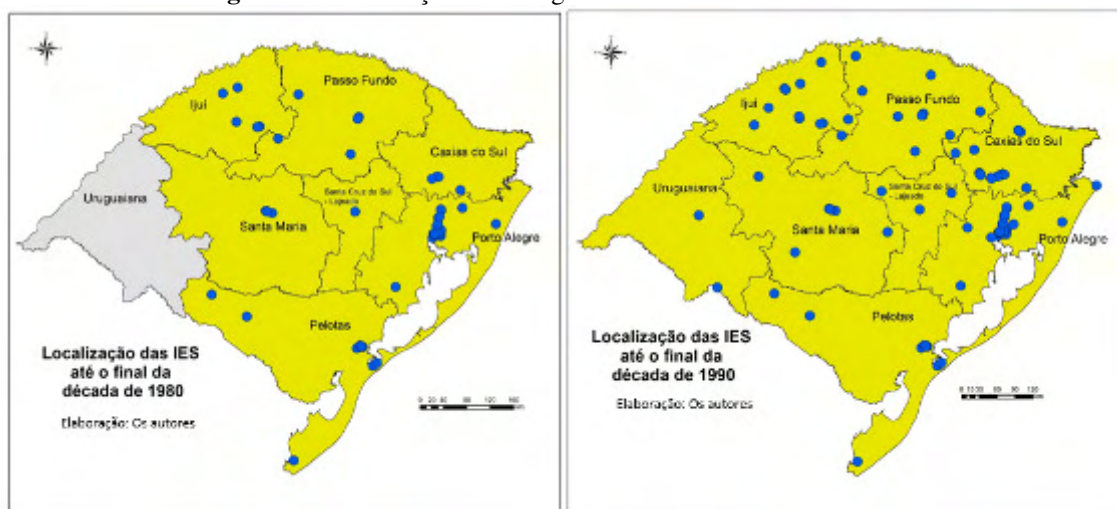 Passo Fundo
Ijuí
Caxias do Sul
Uruguaiana
Santa Cruz do Sul
- Lajeado
Santa Maria
Porto Alegre
Pelotas
Localização das IES
até o final da
década de 1980
Elaboração: Os autores
Ijuí
Passo Fundo
Caxias do Sul
Uruguaiana
Santa Cruz do Sul
- Lajeado
Santa Maria
Porto Alegre
Pelotas
Localização das IES
até o final da
década de 1990
Elaboração: Os autores